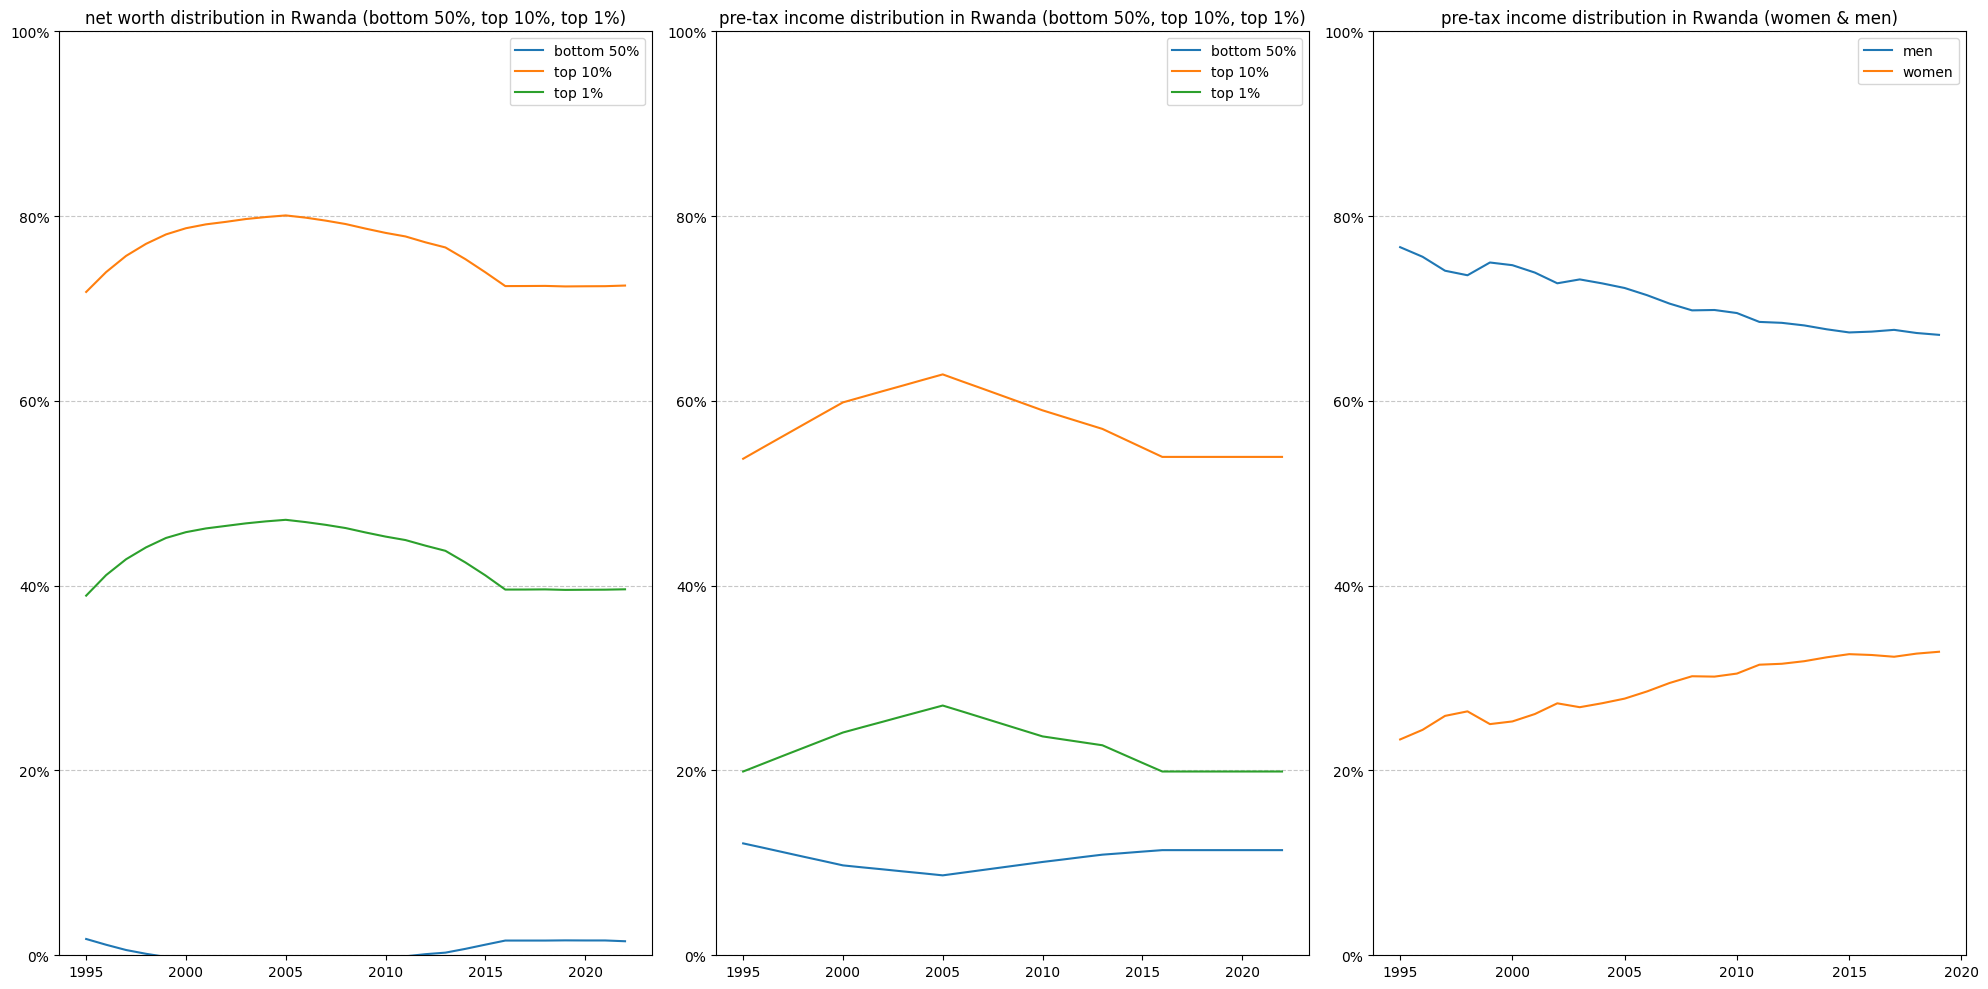 net worth distribution in Rwanda (bottom 50%, top 10%, top 1%)
100%
80%
60%
40%
20%
0%
1995 2000 2005 2010 2015 2020
bottom 50%
top 10%
top 1%
pre-tax income distribution in Rwanda (bottom 50%, top 10%, top 1%)
100%
80%
60%
40%
20%
0%
1995 2000 2005 2010 2015 2020
bottom 50%
top 10%
top 1%
pre-tax income distribution in Rwanda (women & men)
100%
80%
60%
40%
20%
0%
1995 2000 2005 2010 2015 2020
men
women